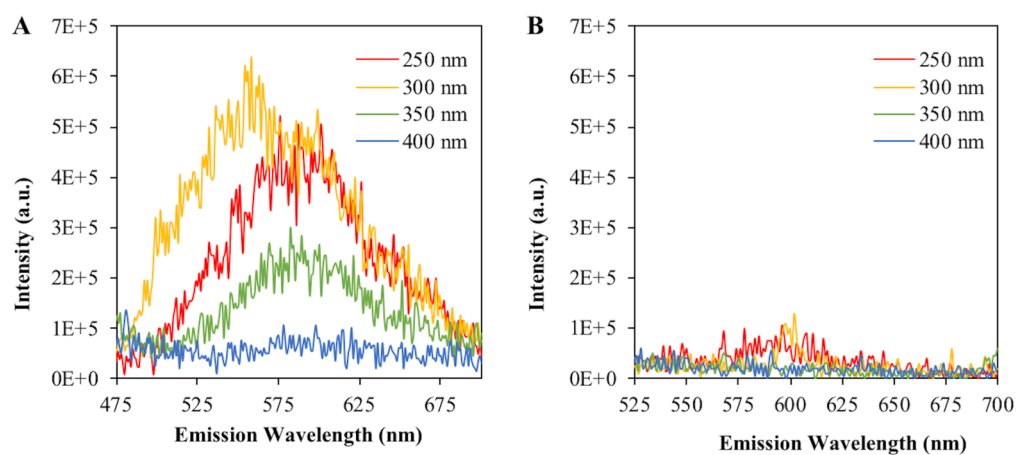 A
7E+5
6E+5
5E+5
4E+5
3E+5
2E+5
1E+5
0E+0
475 525 575 625 675
Intensity (a.u.)
Emission Wavelength (nm)
250 nm
300 nm
350 nm
400 nm
B
7E+5
6E+5
5E+5
4E+5
3E+5
2E+5
1E+5
0E+0
525 550 575 600 625 650 675 700
Intensity (a.u.)
Emission Wavelength (nm)
250 nm
300 nm
350 nm
400 nm